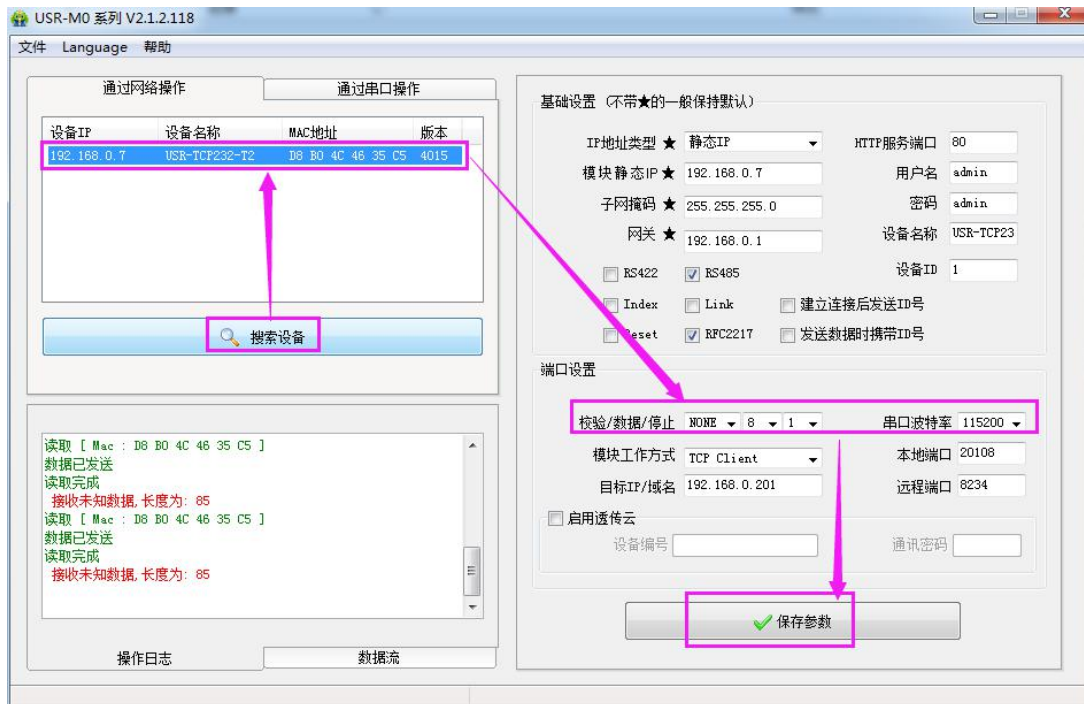 USR-M0 系列 V2.1.2.118
文件 Language 帮助
通过网络操作 通过串口操作
设备IP 设备名称 MAC地址 版本
192.168.0.7 USR-TCP232-T2 D8 B0 4C 46 35 C5 4015
搜索设备
读取 [ Mac : D8 B0 4C 46 35 C5 ]
数据已发送
读取完成
接收未知数据,长度为: 85
读取 [ Mac : D8 B0 4C 46 35 C5 ]
数据已发送
读取完成
接收未知数据,长度为: 85
操作日志 数据流
基础设置 (不带★的一般保持默认)
IP地址类型 ★ 静态IP HTTP服务端口 80
模块静态IP ★ 192.168.0.7 用户名 admin
子网掩码 ★ 255.255.255.0 密码 admin
网关 ★ 192.168.0.1 设备名称 USR-TCP23
RS422 RS485 设备ID 1
Index Link 建立连接后发送ID号
Reset RFC2217 发送数据时携带ID号
端口设置
校验/数据/停止 NONE 8 1 串口波特率 115200
模块工作方式 TCP Client 本地端口 20108
目标IP/域名 192.168.0.201 远程端口 8234
启用透传云
设备编号 通讯密码
保存参数